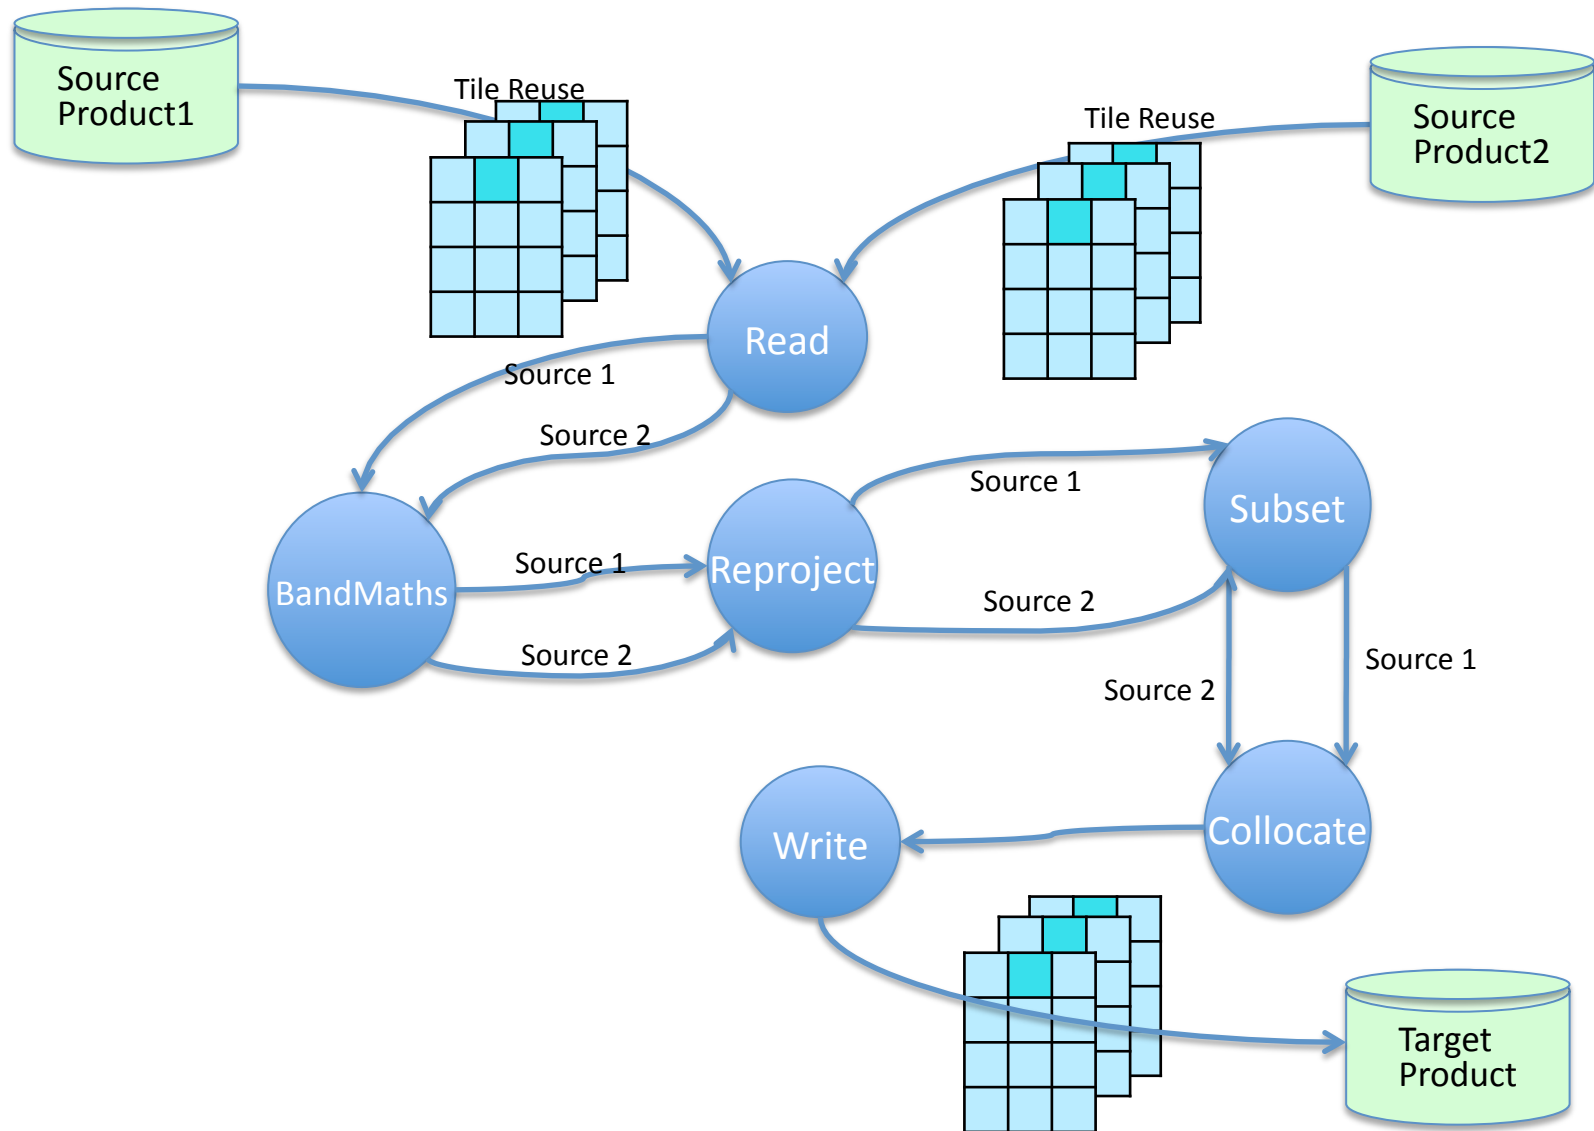 Source
Product1
Tile Reuse
Tile Reuse
Source
Product2
Read
Source 1
Source 2
Source 1
Subset
BandMaths
Source 1
Reproject
Source 2
Source 2
Source 2
Source 1
Write
Collocate
Target
Product